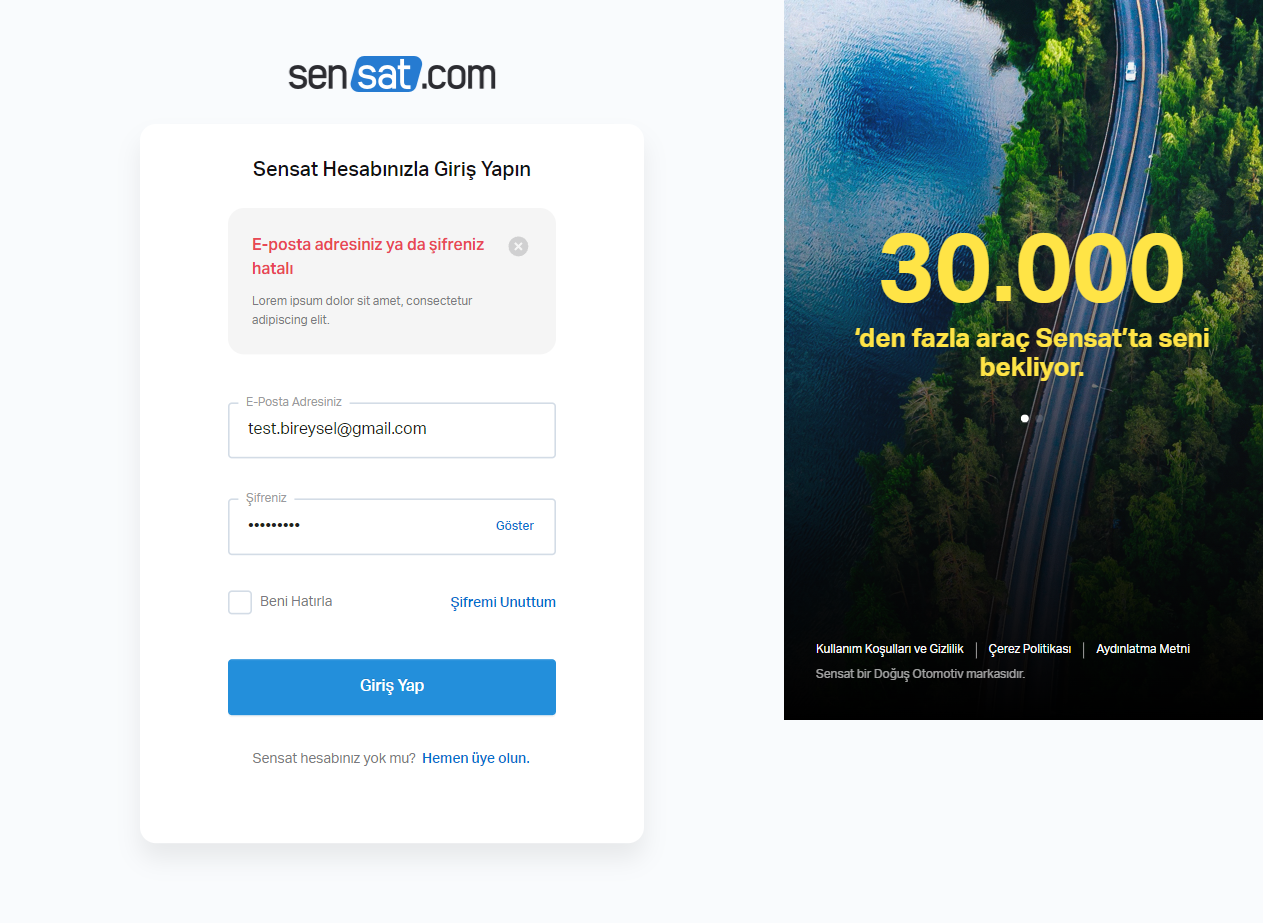 sensat.com
Sensat Hesabınızla Giriş Yapın
E-posta adresiniz ya da şifreniz
hatalı
Lorem ipsum dolor sit amet, consectetur
adipiscing elit.
E-Posta Adresiniz
test.bireysel@gmail.com
Şifreniz
•••••••••
Göster
Beni Hatırla
Şifremi Unuttum
Giriş Yap
Sensat hesabınız yok mu? Hemen üye olun.
30.000
‘den fazla araç Sensat’ta seni
bekliyor.
Kullanım Koşulları ve Gizlilik | Çerez Politikası | Aydınlatma Metni
Sensat bir Doğuş Otomotiv markasıdır.